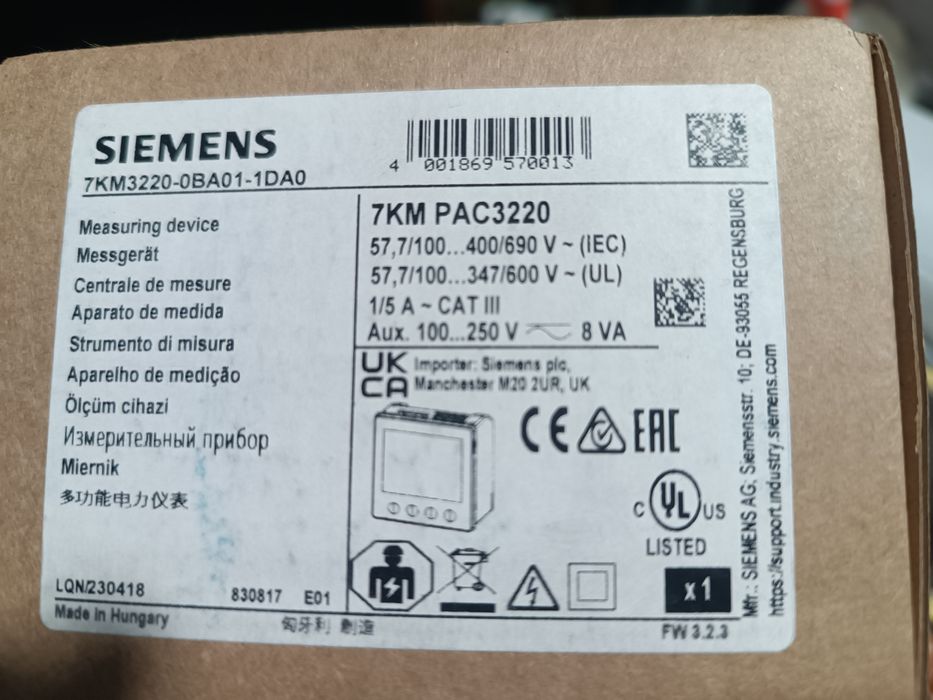 SIEMENS
7KM3220-0BA01-1DA0
4 001869 570013
Measuring device
Messgerät
Centrale de mesure
Aparato de medida
Strumento di misura
Aparelho de medição
Ölçüm cihazi
Измерительный прибор
Miernik
多功能电力仪表
LQN/230418
830817 E01
7KM PAC3220
57,7/100...400/690 V ~ (IEC)
57,7/100...347/600 V ~ (UL)
1/5 A ~ CAT III
Aux. 100...250 V 8 VA
UK
CA
Importer: Siemens plc,
Manchester M20 2UR, UK
CE
EAC
C UL US
LISTED
x1
Made in Hungary
匈牙利 制造
FW 3.2.3
Mfr.: SIEMENS AG; Siemensstr. 10; DE-93055 REGENSBURG
https://support.industry.siemens.com